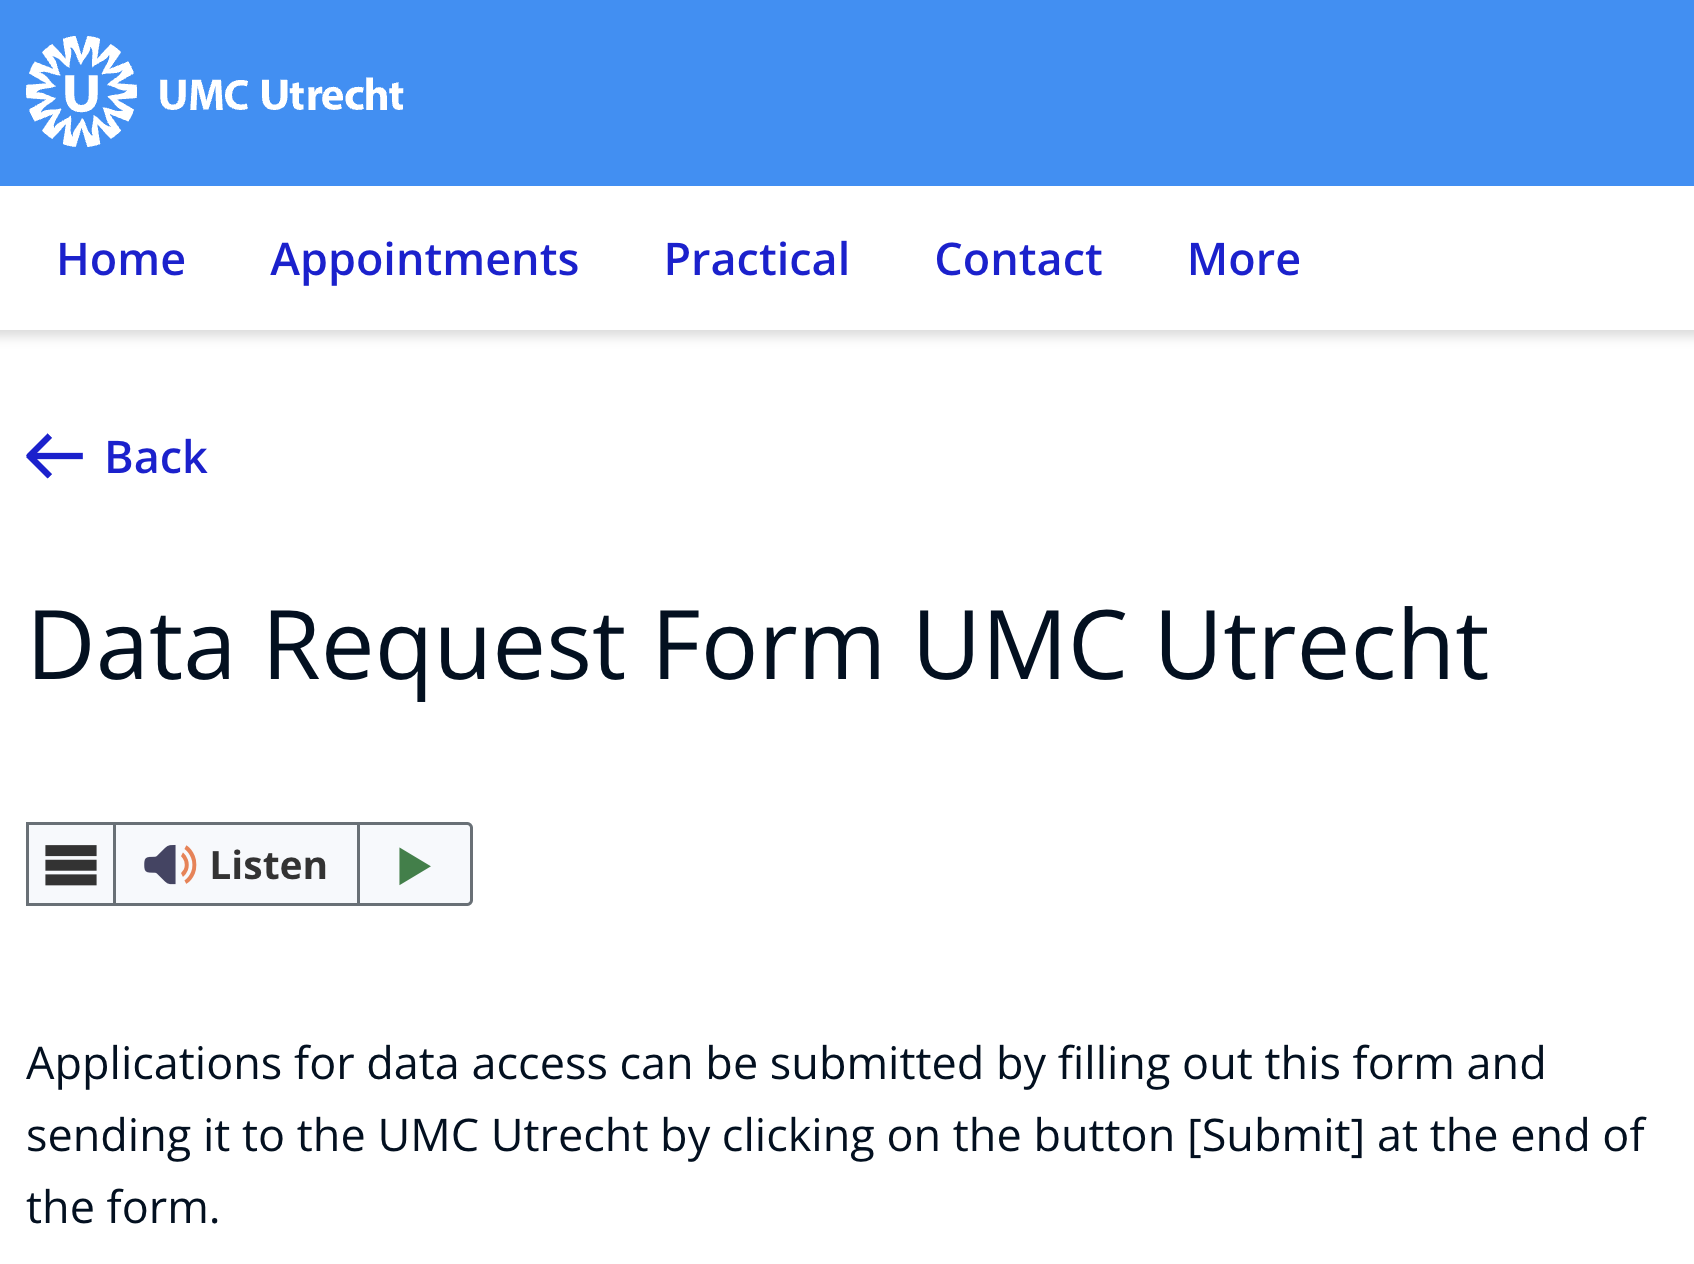 U UMC Utrecht
Home Appointments Practical Contact More
Back
Data Request Form UMC Utrecht
Listen
Applications for data access can be submitted by filling out this form and
sending it to the UMC Utrecht by clicking on the button [Submit] at the end of
the form.